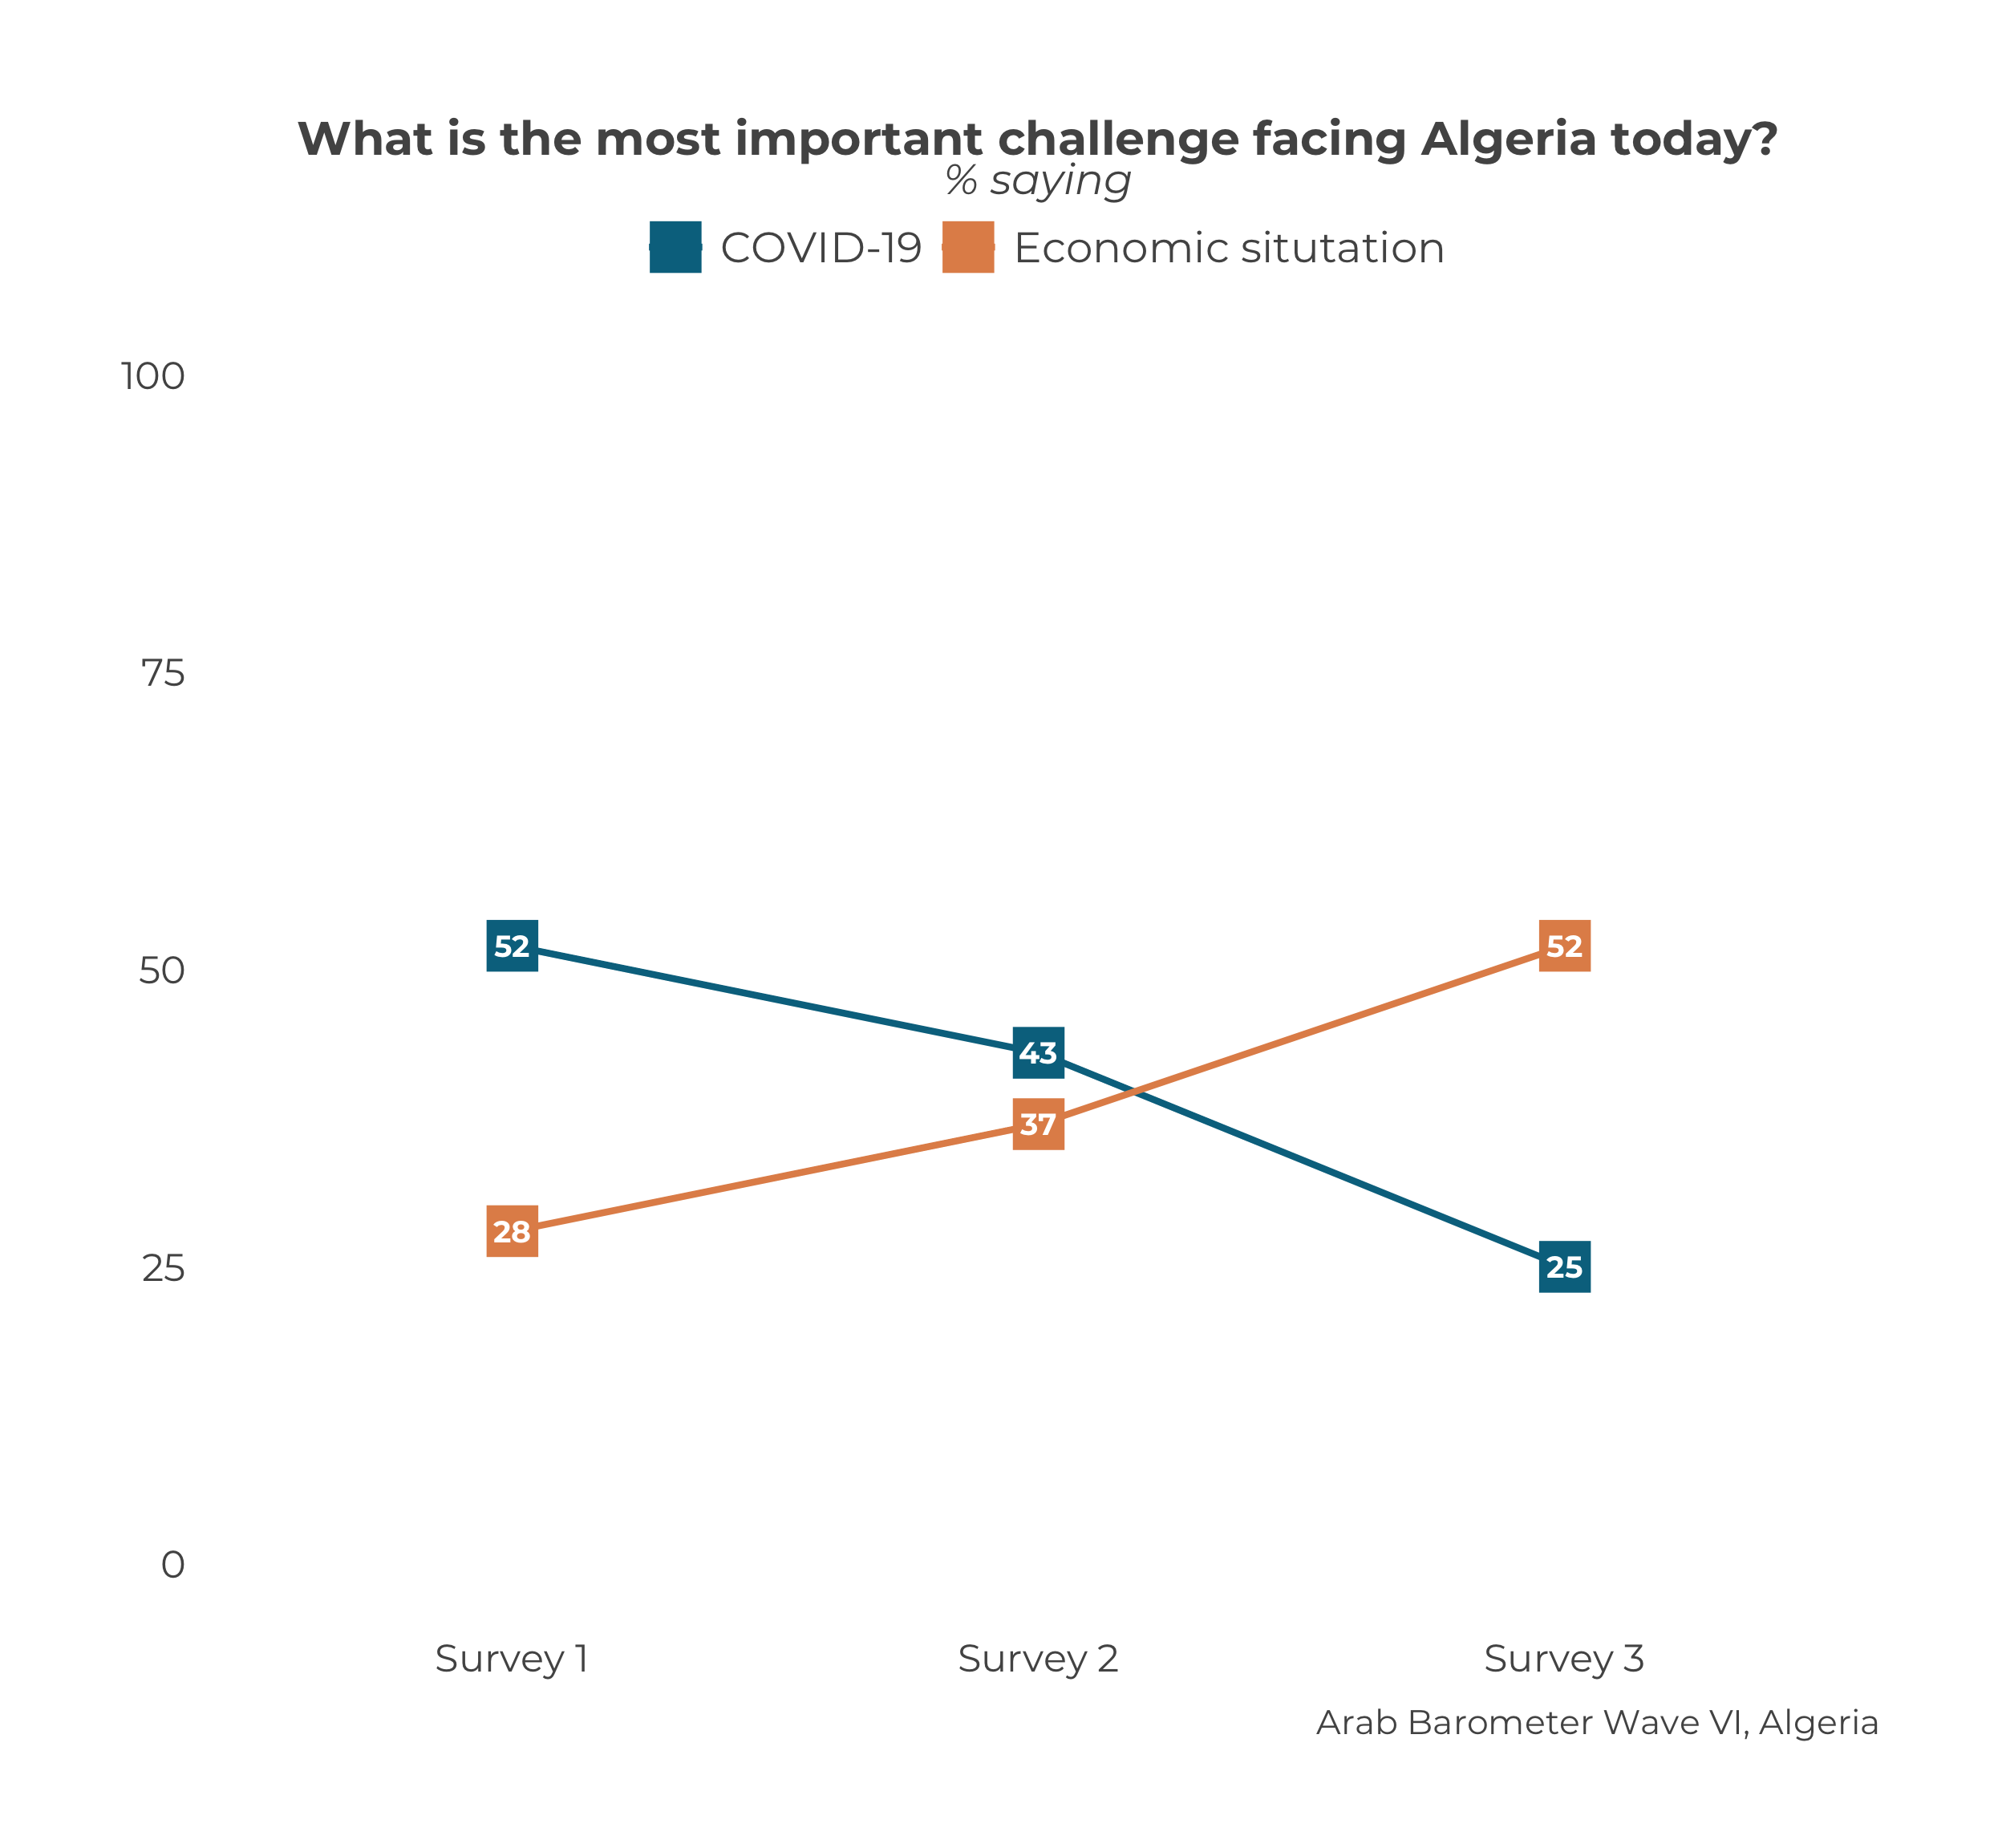 What is the most important challenge facing Algeria today?
% saying
COVID-19 Economic situtation
100
75
50
25
0
52
43
25
28
37
52
Survey 1 Survey 2 Survey 3
Arab Barometer Wave VI, Algeria